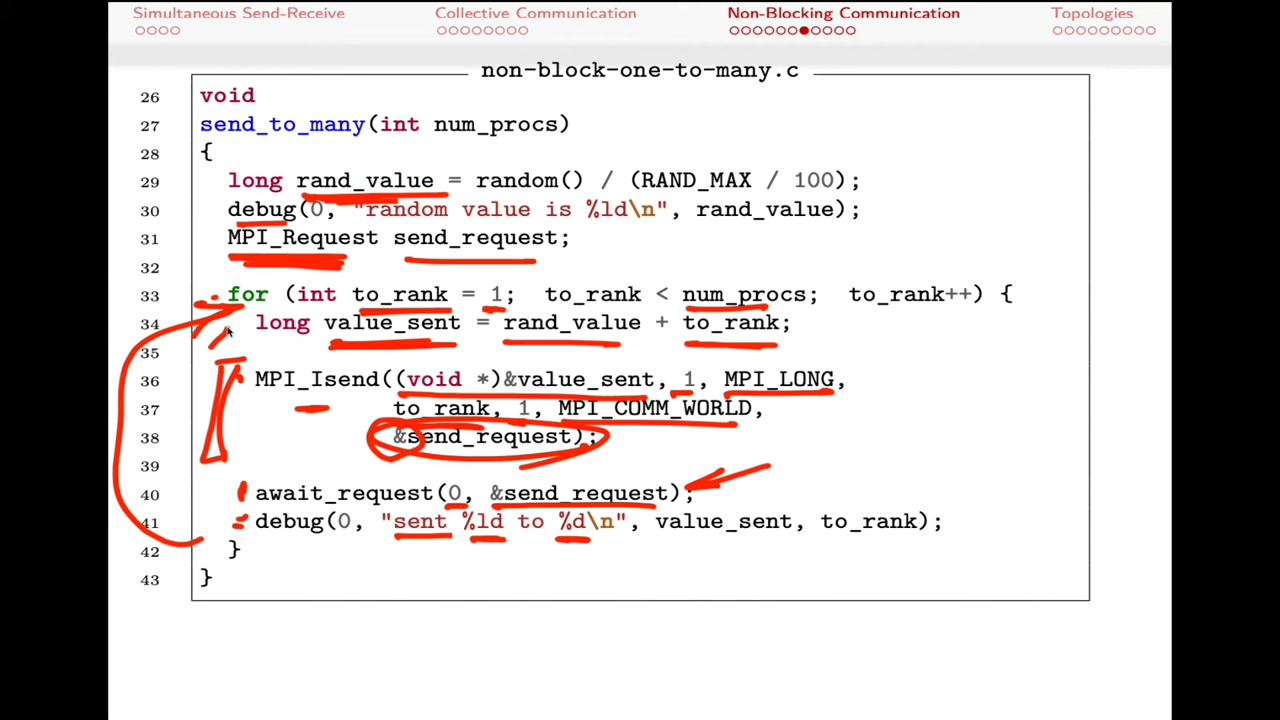 Simultaneous Send-Receive Collective Communication Non-Blocking Communication Topologies
non-block-one-to-many.c
26 void
27 send_to_many(int num_procs)
28 {
29 long rand_value = random() / (RAND_MAX / 100);
30 debug(0, "random value is %ld\n", rand_value);
31 MPI_Request send_request;
32
33 for (int to_rank = 1; to_rank < num_procs; to_rank++) {
34 long value_sent = rand_value + to_rank;
35
36 MPI_Isend((void *)&value_sent, 1, MPI_LONG,
37 to_rank, 1, MPI_COMM_WORLD,
38 &send_request);
39
40 await_request(0, &send_request);
41 debug(0, "sent %ld to %d\n", value_sent, to_rank);
42 }
43 }